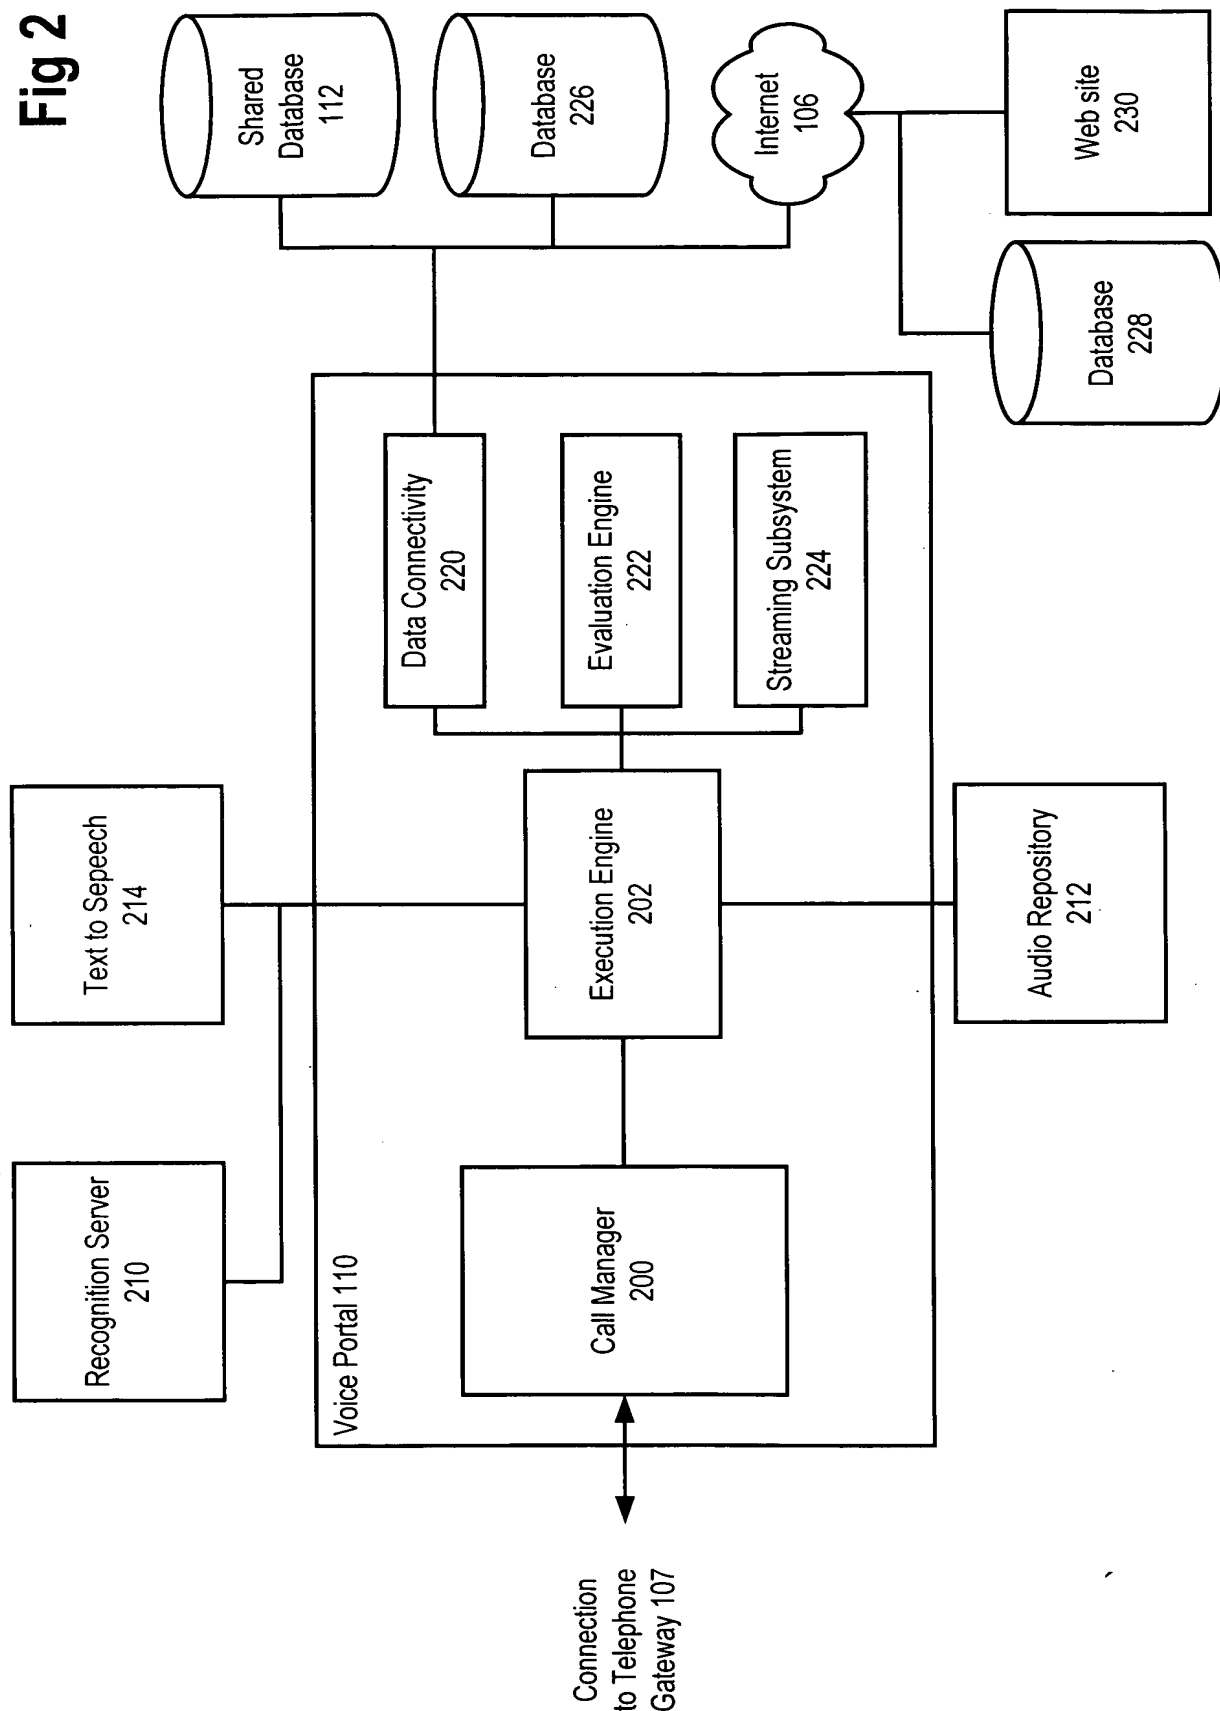 Fig 2
Recognition Server
210
Text to Sepeech
214
Shared
Database
112
Voice Portal 110
Data Connectivity
220
Database
226
Connection
to Telephone
Gateway 107
Call Manager
200
Execution Engine
202
Evaluation Engine
222
Streaming Subsystem
224
Internet
106
Audio Repository
212
Database
228
Web site
230